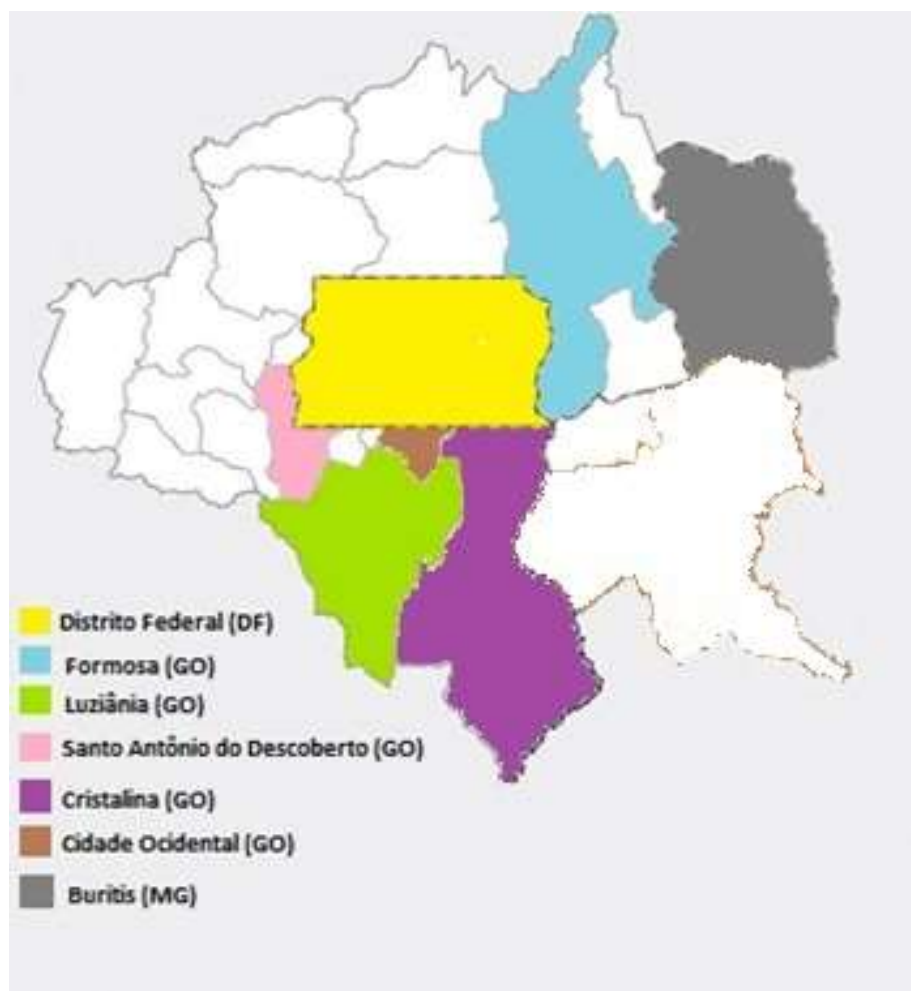 Distrito Federal (DF)
Formosa (GO)
Luziânia (GO)
Santo Antônio do Descoberto (GO)
Cristalina (GO)
Cidade Ocidental (GO)
Buritis (MG)